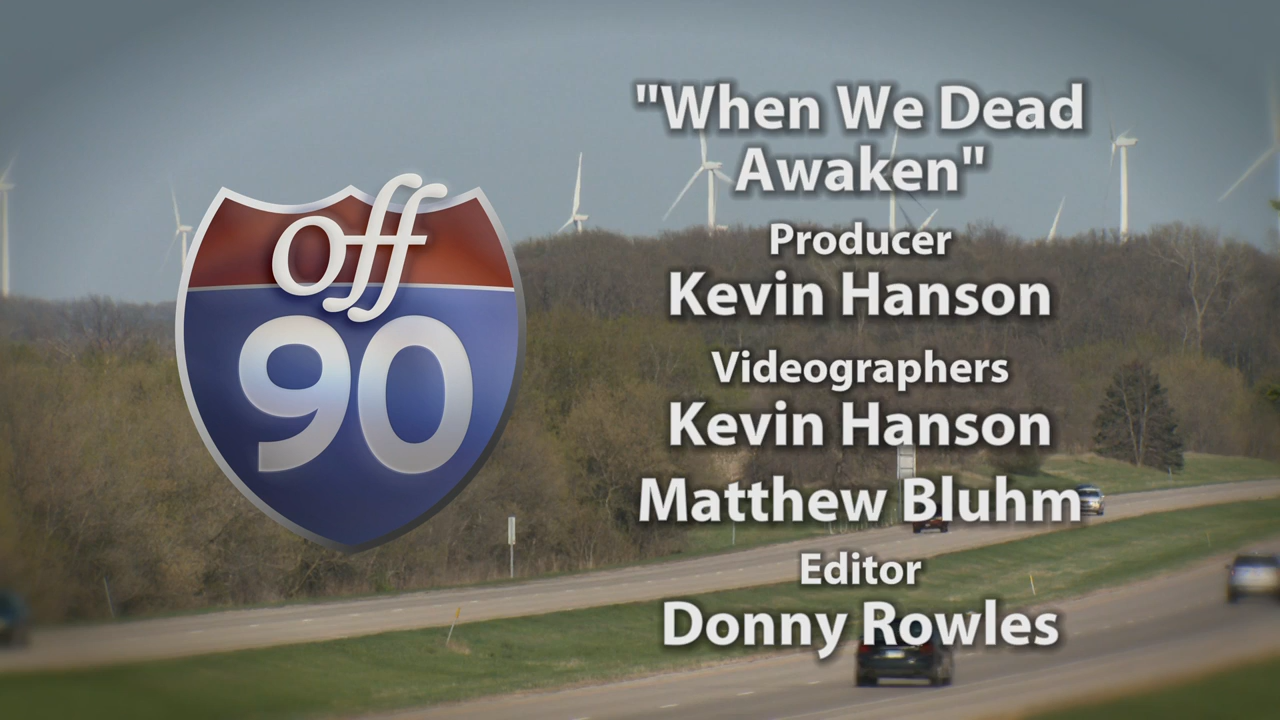 off
90
"When We Dead
Awaken"
Producer
Kevin Hanson
Videographers
Kevin Hanson
Matthew Bluhm
Editor
Donny Rowles